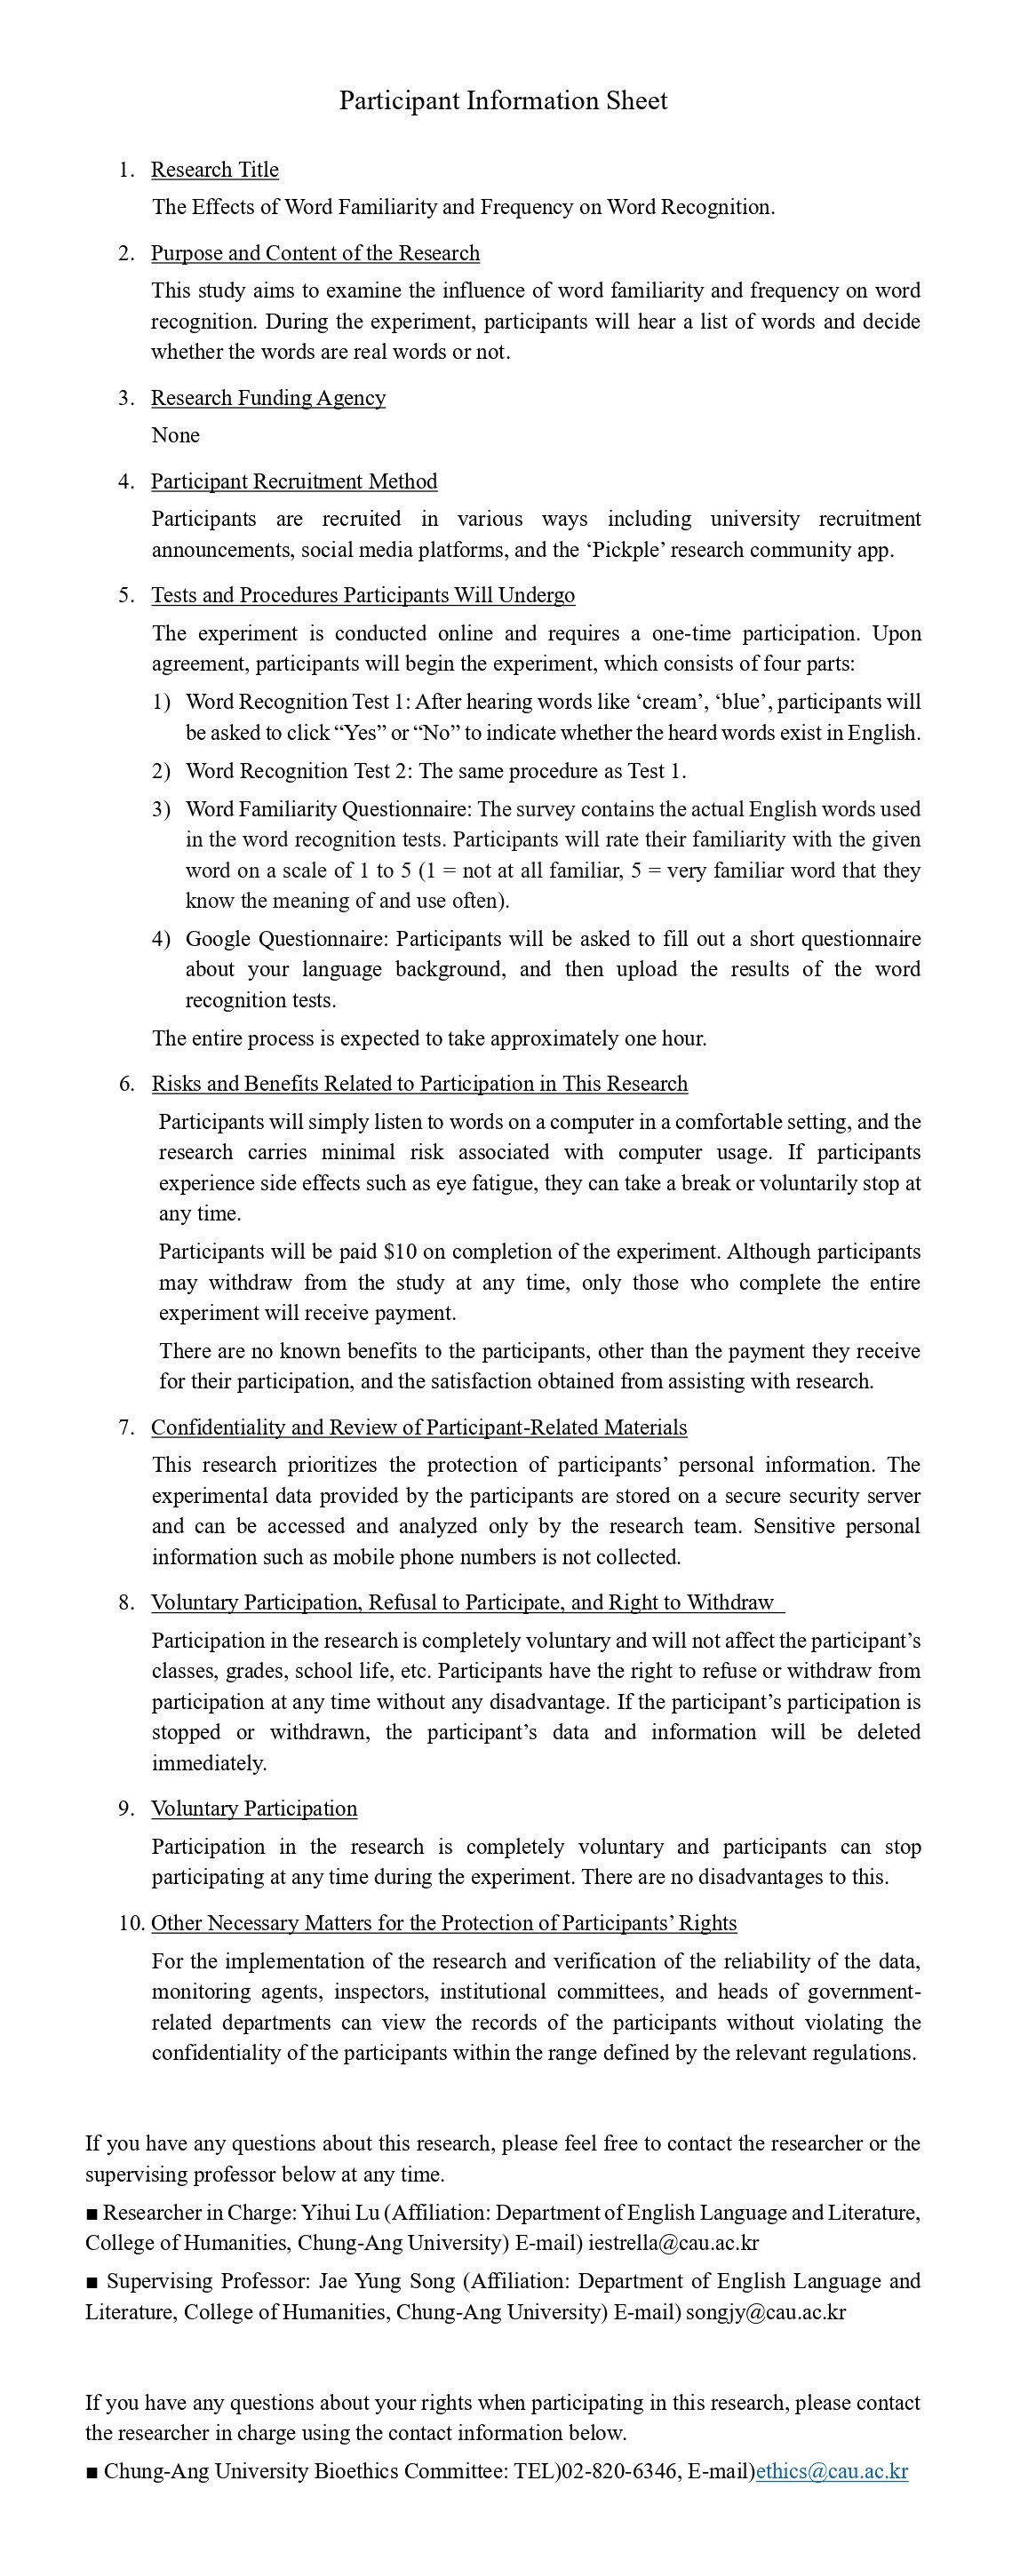 Participant Information Sheet
1. Research Title
The Effects of Word Familiarity and Frequency on Word Recognition.
2. Purpose and Content of the Research
This study aims to examine the influence of word familiarity and frequency on word
recognition. During the experiment, participants will hear a list of words and decide
whether the words are real words or not.
3. Research Funding Agency
None
4. Participant Recruitment Method
Participants are recruited in various ways including university recruitment
announcements, social media platforms, and the ‘Pickple’ research community app.
5. Tests and Procedures Participants Will Undergo
The experiment is conducted online and requires a one-time participation. Upon
agreement, participants will begin the experiment, which consists of four parts:
1) Word Recognition Test 1: After hearing words like ‘cream’, ‘blue’, participants will
be asked to click “Yes” or “No” to indicate whether the heard words exist in English.
2) Word Recognition Test 2: The same procedure as Test 1.
3) Word Familiarity Questionnaire: The survey contains the actual English words used
in the word recognition tests. Participants will rate their familiarity with the given
word on a scale of 1 to 5 (1 = not at all familiar, 5 = very familiar word that they
know the meaning of and use often).
4) Google Questionnaire: Participants will be asked to fill out a short questionnaire
about your language background, and then upload the results of the word
recognition tests.
The entire process is expected to take approximately one hour.
6. Risks and Benefits Related to Participation in This Research
Participants will simply listen to words on a computer in a comfortable setting, and the
research carries minimal risk associated with computer usage. If participants
experience side effects such as eye fatigue, they can take a break or voluntarily stop at
any time.
Participants will be paid $10 on completion of the experiment. Although participants
may withdraw from the study at any time, only those who complete the entire
experiment will receive payment.
There are no known benefits to the participants, other than the payment they receive
for their participation, and the satisfaction obtained from assisting with research.
7. Confidentiality and Review of Participant-Related Materials
This research prioritizes the protection of participants’ personal information. The
experimental data provided by the participants are stored on a secure security server
and can be accessed and analyzed only by the research team. Sensitive personal
information such as mobile phone numbers is not collected.
8. Voluntary Participation, Refusal to Participate, and Right to Withdraw
Participation in the research is completely voluntary and will not affect the participant’s
classes, grades, school life, etc. Participants have the right to refuse or withdraw from
participation at any time without any disadvantage. If the participant’s participation is
stopped or withdrawn, the participant’s data and information will be deleted
immediately.
9. Voluntary Participation
Participation in the research is completely voluntary and participants can stop
participating at any time during the experiment. There are no disadvantages to this.
10. Other Necessary Matters for the Protection of Participants’ Rights
For the implementation of the research and verification of the reliability of the data,
monitoring agents, inspectors, institutional committees, and heads of government-
related departments can view the records of the participants without violating the
confidentiality of the participants within the range defined by the relevant regulations.
If you have any questions about this research, please feel free to contact the researcher or the
supervising professor below at any time.
■ Researcher in Charge: Yihui Lu (Affiliation: Department of English Language and Literature,
College of Humanities, Chung-Ang University) E-mail) iestrella@cau.ac.kr
■ Supervising Professor: Jae Yung Song (Affiliation: Department of English Language and
Literature, College of Humanities, Chung-Ang University) E-mail) songjy@cau.ac.kr
If you have any questions about your rights when participating in this research, please contact
the researcher in charge using the contact information below.
■ Chung-Ang University Bioethics Committee: TEL)02-820-6346, E-mail)ethics@cau.ac.kr